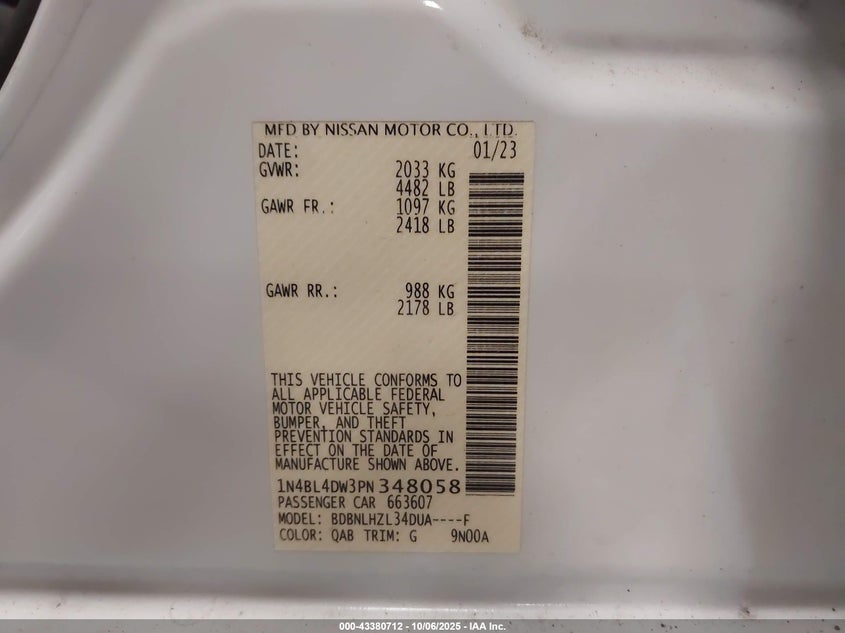 MFD BY NISSAN MOTOR CO., LTD.
DATE: 01/23
GVWR: 2033 KG
4482 LB
GAWR FR.: 1097 KG
2418 LB
GAWR RR.: 988 KG
2178 LB
THIS VEHICLE CONFORMS TO
ALL APPLICABLE FEDERAL
MOTOR VEHICLE SAFETY,
BUMPER, AND THEFT
PREVENTION STANDARDS IN
EFFECT ON THE DATE OF
MANUFACTURE SHOWN ABOVE.
1N4BL4DW3PN348058
PASSENGER CAR 663607
MODEL: BDBNLHZL34DUA----F
COLOR: QAB TRIM: G 9N00A
000-43380712 - 10/06/2025 - IAA Inc.